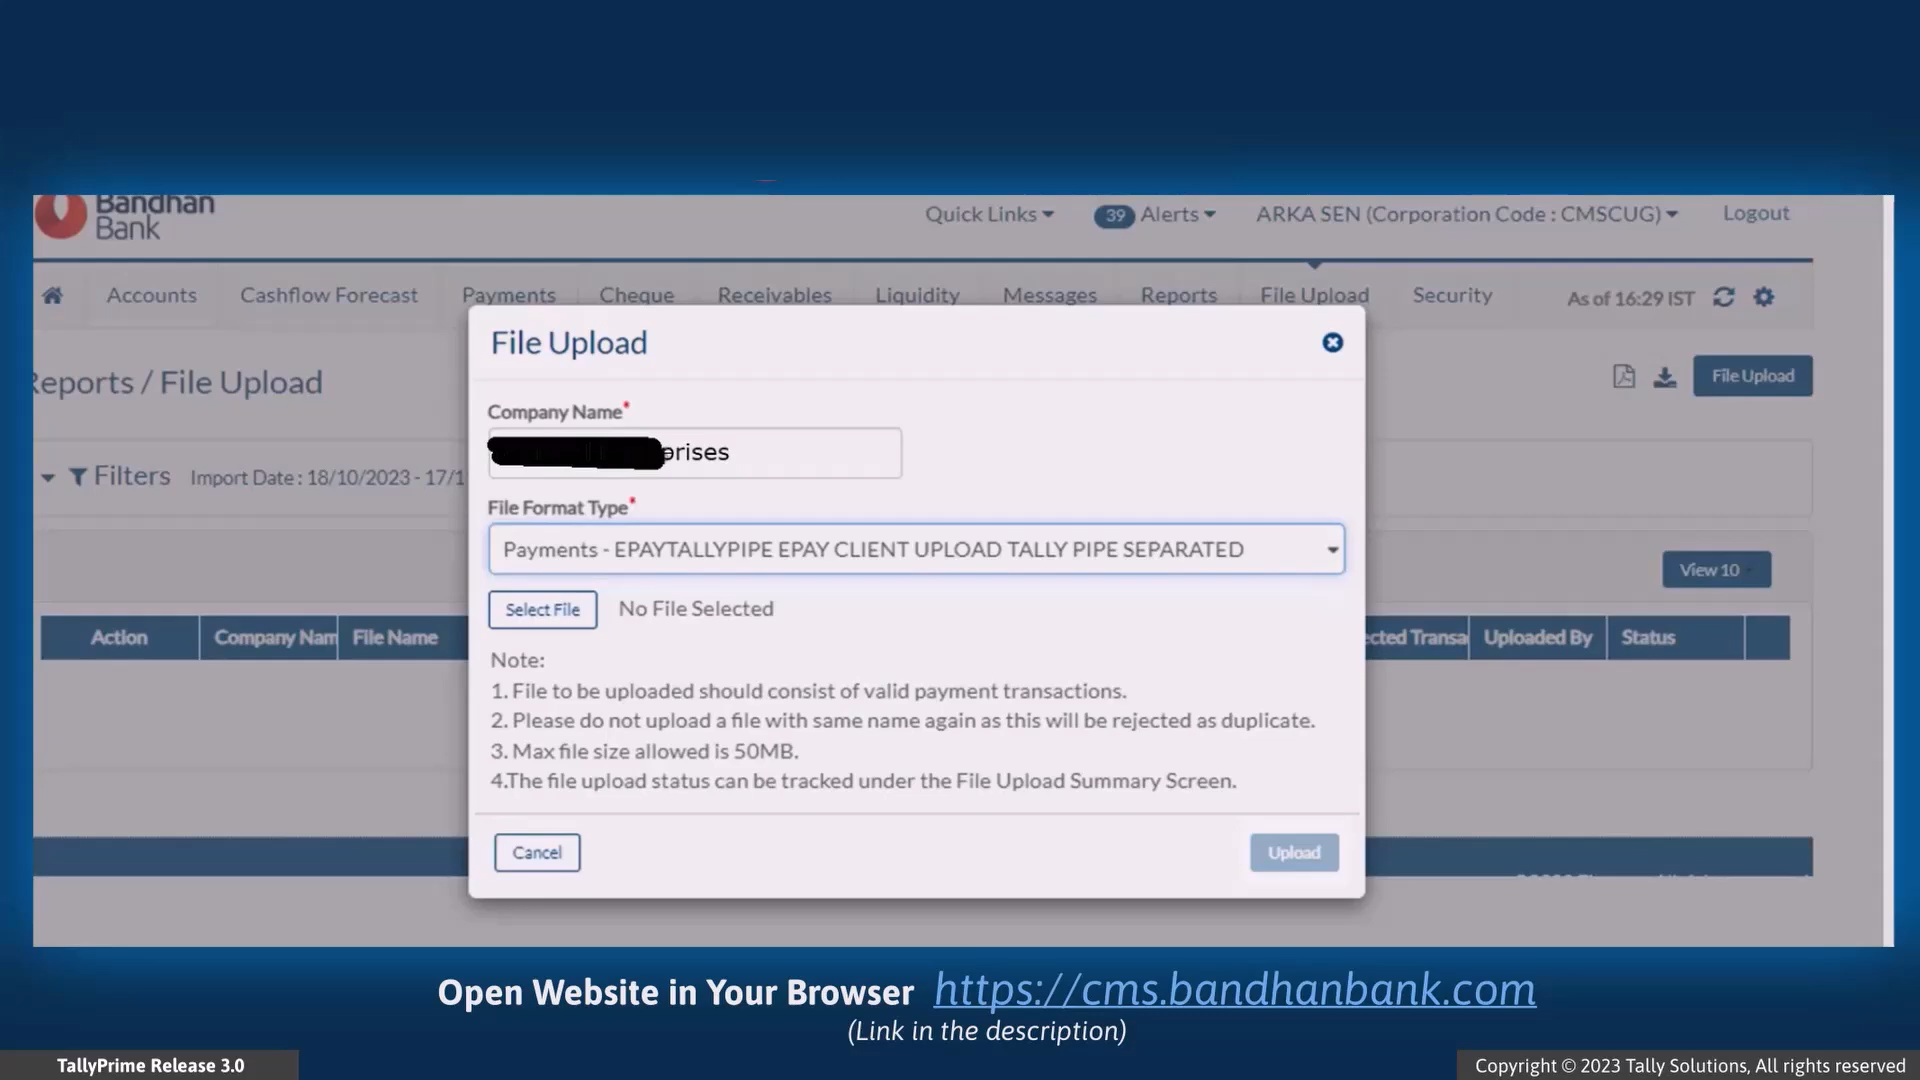 Bandhan
Bank
Quick Links
39 Alerts
ARKA SEN (Corporation Code : CMSCUG)
Logout
Accounts
Cashflow Forecast
Payments
Cheque
Receivables
Liquidity
Messages
Reports
File Upload
Security
As of 16:29 IST
File Upload
Reports / File Upload
File Upload
Company Name*
prises
Filters Import Date : 18/10/2023 - 17/1
File Format Type*
Payments - EPAYTALLYPIPE EPAY CLIENT UPLOAD TALLY PIPE SEPARATED
View 10
Select File No File Selected
Action
Company Nam
File Name
ected Transa
Uploaded By
Status
Note:
1. File to be uploaded should consist of valid payment transactions.
2. Please do not upload a file with same name again as this will be rejected as duplicate.
3. Max file size allowed is 50MB.
4.The file upload status can be tracked under the File Upload Summary Screen.
Cancel
Upload
Open Website in Your Browser https://cms.bandhanbank.com
(Link in the description)
TallyPrime Release 3.0
Copyright © 2023 Tally Solutions, All rights reserved